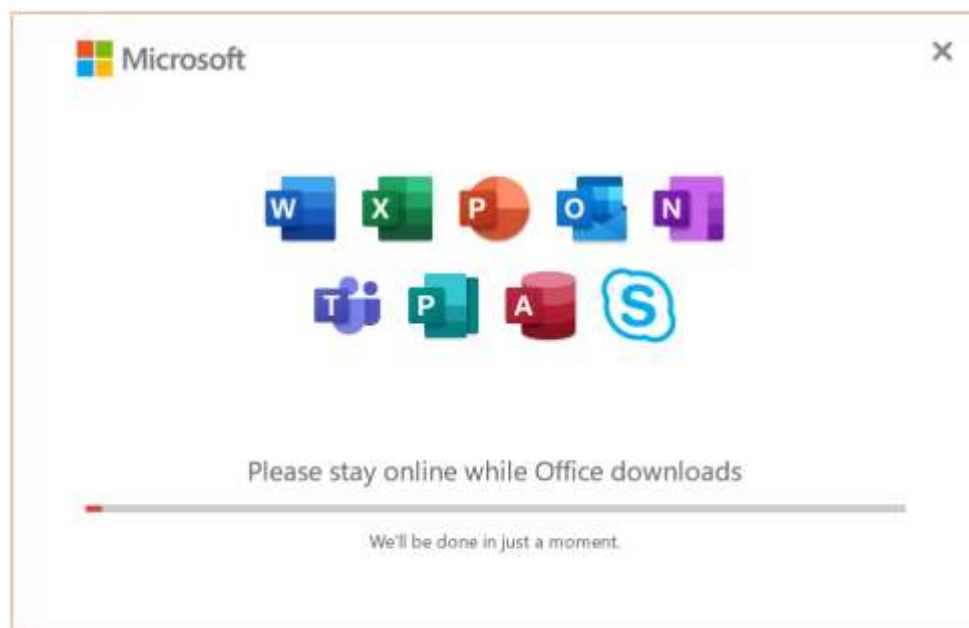 Microsoft
W X P O N
T P A S
Please stay online while Office downloads
We'll be done in just a moment.